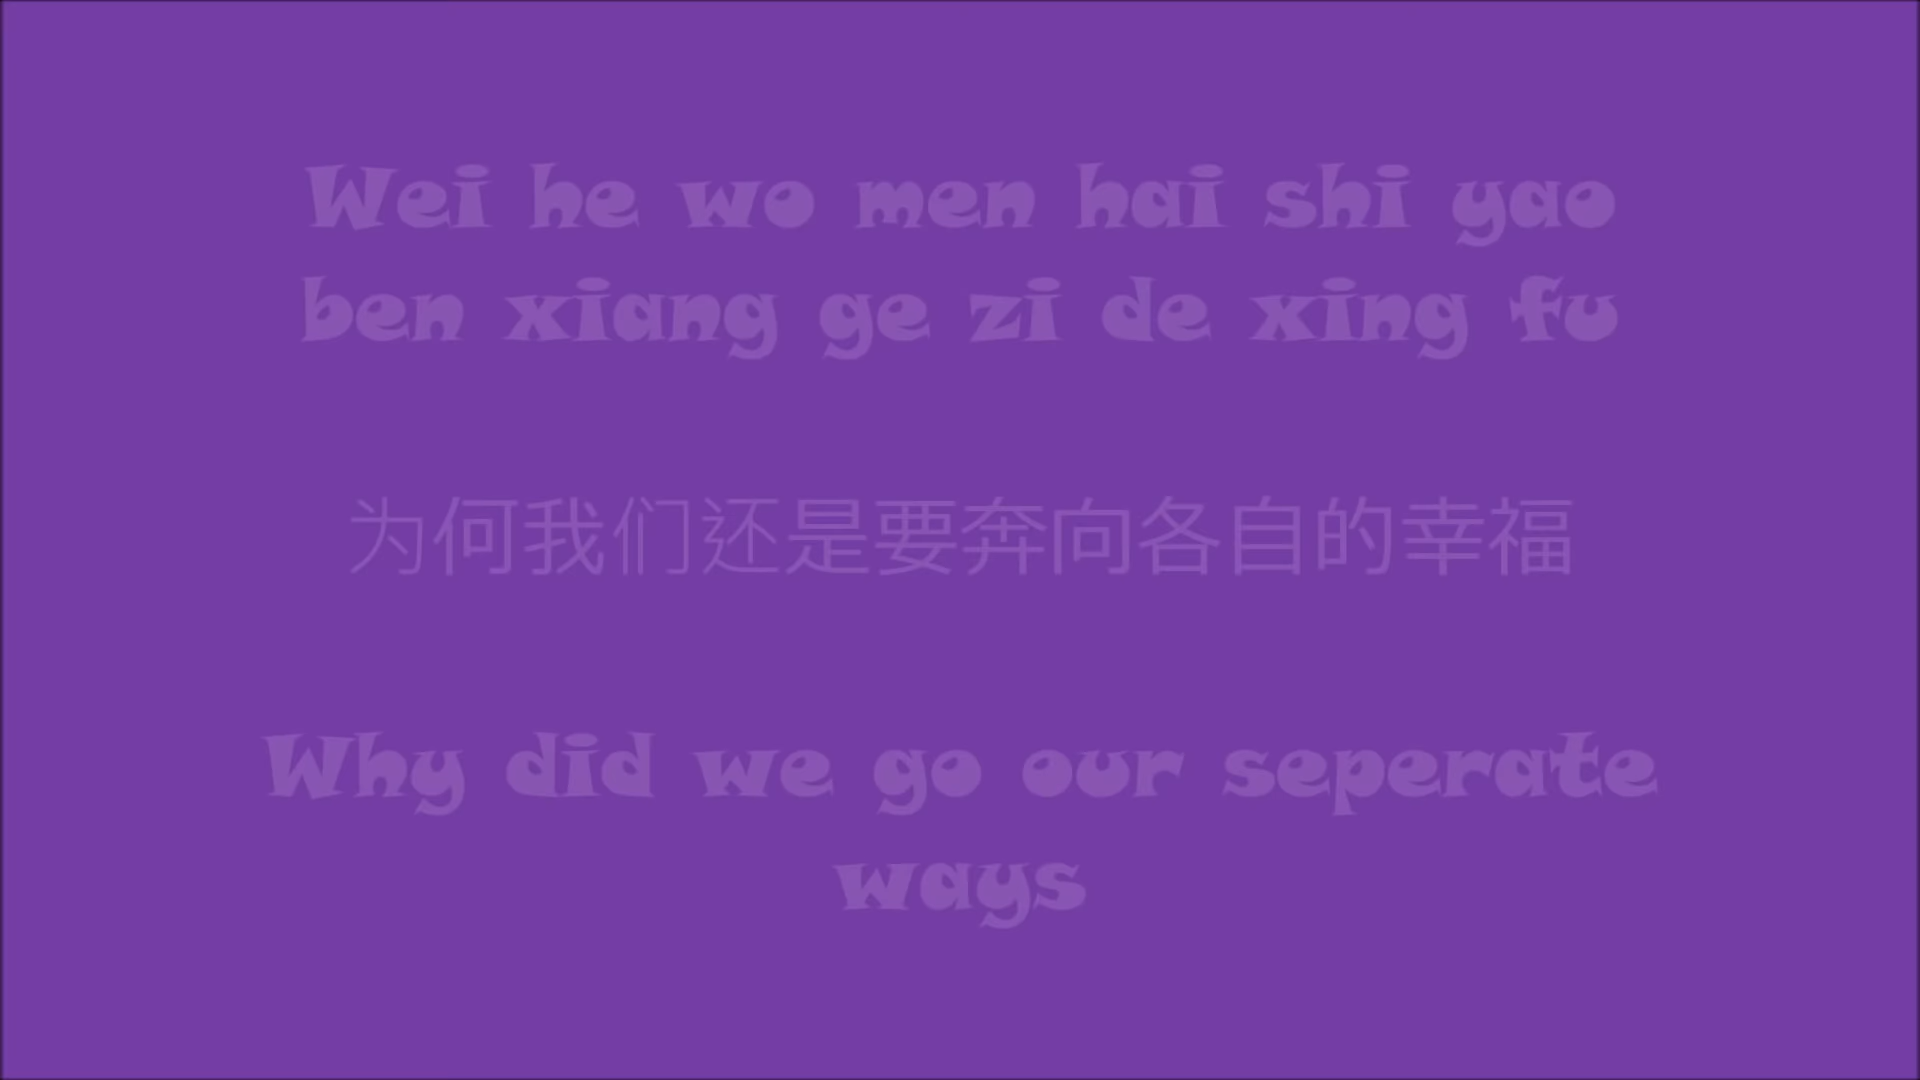 Wei he wo men hai shi yao
ben xiang ge zi de xing fu
为何我们还是要奔向各自的幸福
Why did we go our seperate
ways